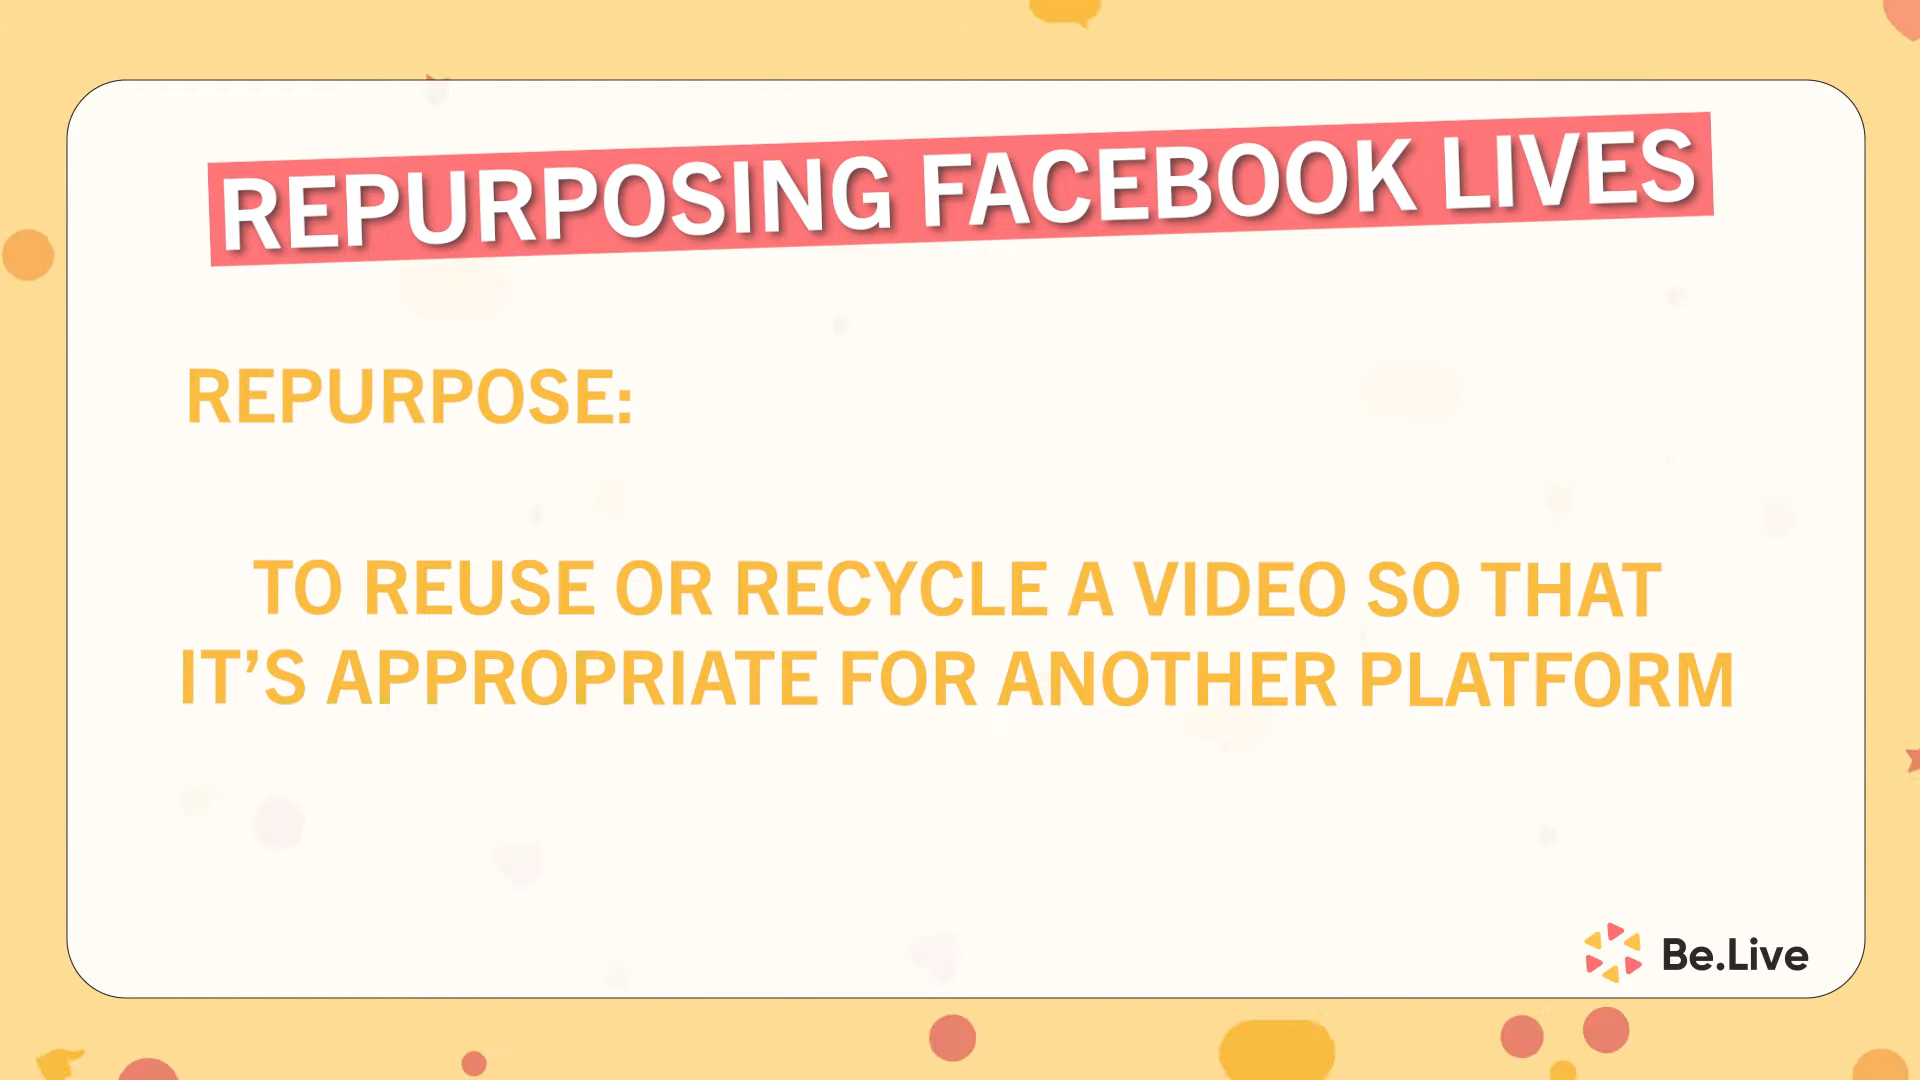 REPURPOSING FACEBOOK LIVES
REPURPOSE:
TO REUSE OR RECYCLE A VIDEO SO THAT
IT’S APPROPRIATE FOR ANOTHER PLATFORM
Be.Live